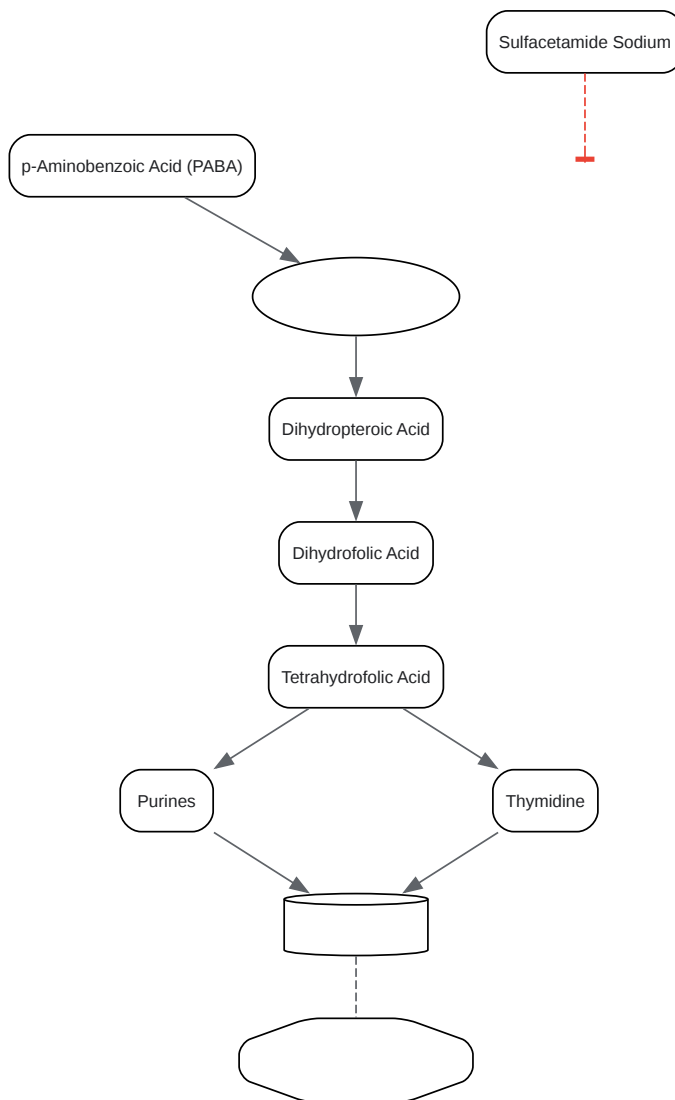 Sulfacetamide Sodium
p-Aminobenzoic Acid (PABA)
Dihydropteroic Acid
Dihydrofolic Acid
Tetrahydrofolic Acid
Purines
Thymidine